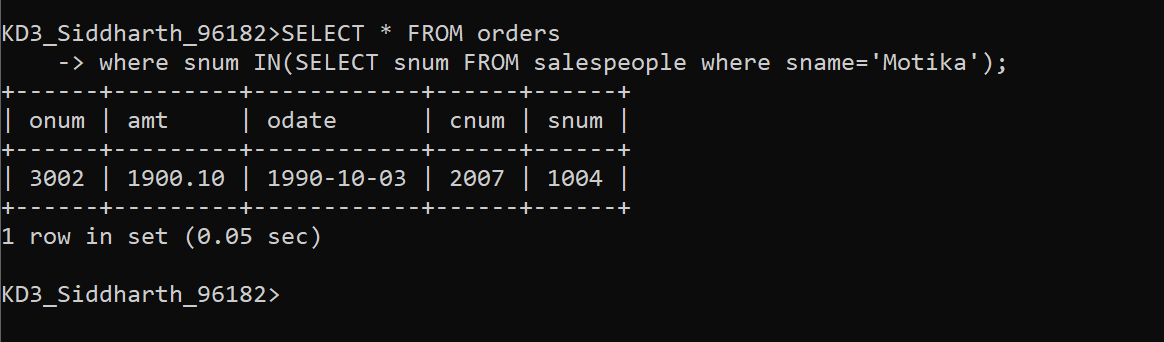 KD3_Siddharth_96182>SELECT * FROM orders
    -> where snum IN(SELECT snum FROM salespeople where sname='Motika');
+------+---------+------------+------+------+
| onum | amt     | odate      | cnum | snum |
+------+---------+------------+------+------+
| 3002 | 1900.10 | 1990-10-03 | 2007 | 1004 |
+------+---------+------------+------+------+
1 row in set (0.05 sec)
KD3_Siddharth_96182>